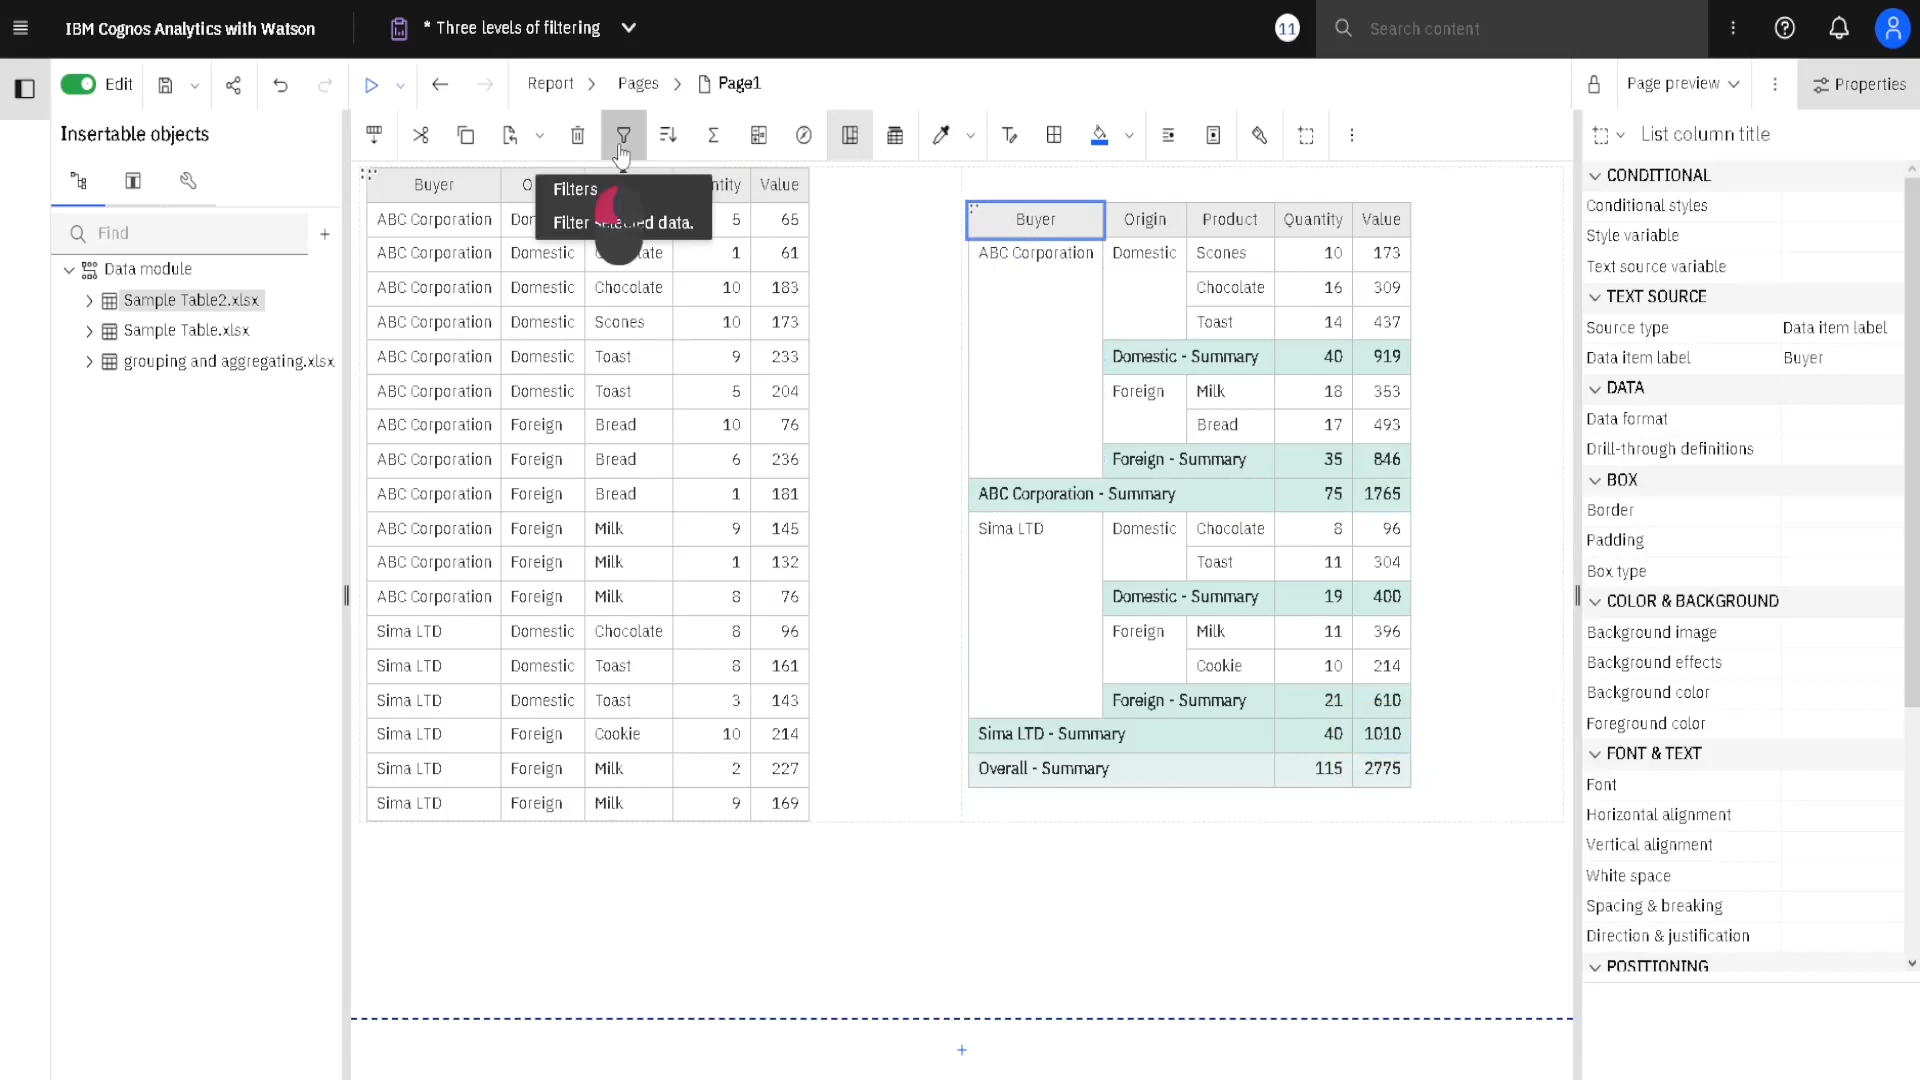 IBM Cognos Analytics with Watson
* Three levels of filtering
11
Search content
Edit
Report
Pages
Page1
Page preview
Properties
Insertable objects
Find
Data module
Sample Table2.xlsx
Sample Table.xlsx
grouping and aggregating.xlsx
Filters
Filter selected data.
Buyer O ntity Value
ABC Corporation Dom 5 65
ABC Corporation Domestic 1 61
ABC Corporation Domestic Chocolate 10 183
ABC Corporation Domestic Scones 10 173
ABC Corporation Domestic Toast 9 233
ABC Corporation Domestic Toast 5 204
ABC Corporation Foreign Bread 10 76
ABC Corporation Foreign Bread 6 236
ABC Corporation Foreign Bread 1 181
ABC Corporation Foreign Milk 9 145
ABC Corporation Foreign Milk 1 132
ABC Corporation Foreign Milk 8 76
Sima LTD Domestic Chocolate 8 96
Sima LTD Domestic Toast 8 161
Sima LTD Domestic Toast 3 143
Sima LTD Foreign Cookie 10 214
Sima LTD Foreign Milk 2 227
Sima LTD Foreign Milk 9 169
Buyer Origin Product Quantity Value
ABC Corporation Domestic Scones 10 173
Chocolate 16 309
Toast 14 437
Domestic - Summary 40 919
Foreign Milk 18 353
Bread 17 493
Foreign - Summary 35 846
ABC Corporation - Summary 75 1765
Sima LTD Domestic Chocolate 8 96
Toast 11 304
Domestic - Summary 19 400
Foreign Milk 11 396
Cookie 10 214
Foreign - Summary 21 610
Sima LTD - Summary 40 1010
Overall - Summary 115 2775
List column title
CONDITIONAL
Conditional styles
Style variable
Text source variable
TEXT SOURCE
Source type Data item label
Data item label Buyer
DATA
Data format
Drill-through definitions
BOX
Border
Padding
Box type
COLOR & BACKGROUND
Background image
Background effects
Background color
Foreground color
FONT & TEXT
Font
Horizontal alignment
Vertical alignment
White space
Spacing & breaking
Direction & justification
POSITIONING